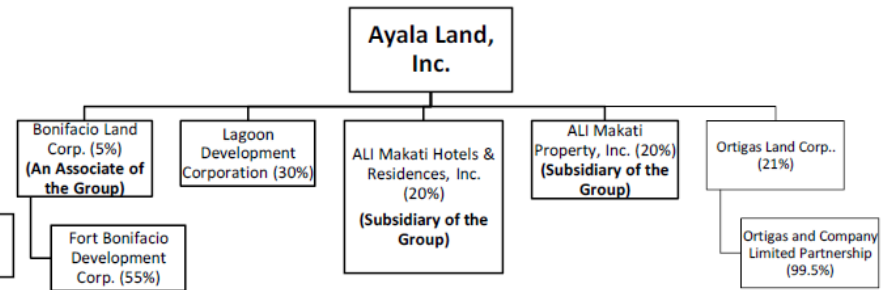 Ayala Land,
Inc.
Bonifacio Land
Corp. (5%)
(An Associate of
the Group)
Lagoon
Development
Corporation (30%)
ALI Makati Hotels &
Residences, Inc.
(20%)
(Subsidiary of the
Group)
ALI Makati
Property, Inc. (20%)
(Subsidiary of the
Group)
Ortigas Land Corp..
(21%)
Fort Bonifacio
Development
Corp. (55%)
Ortigas and Company
Limited Partnership
(99.5%)